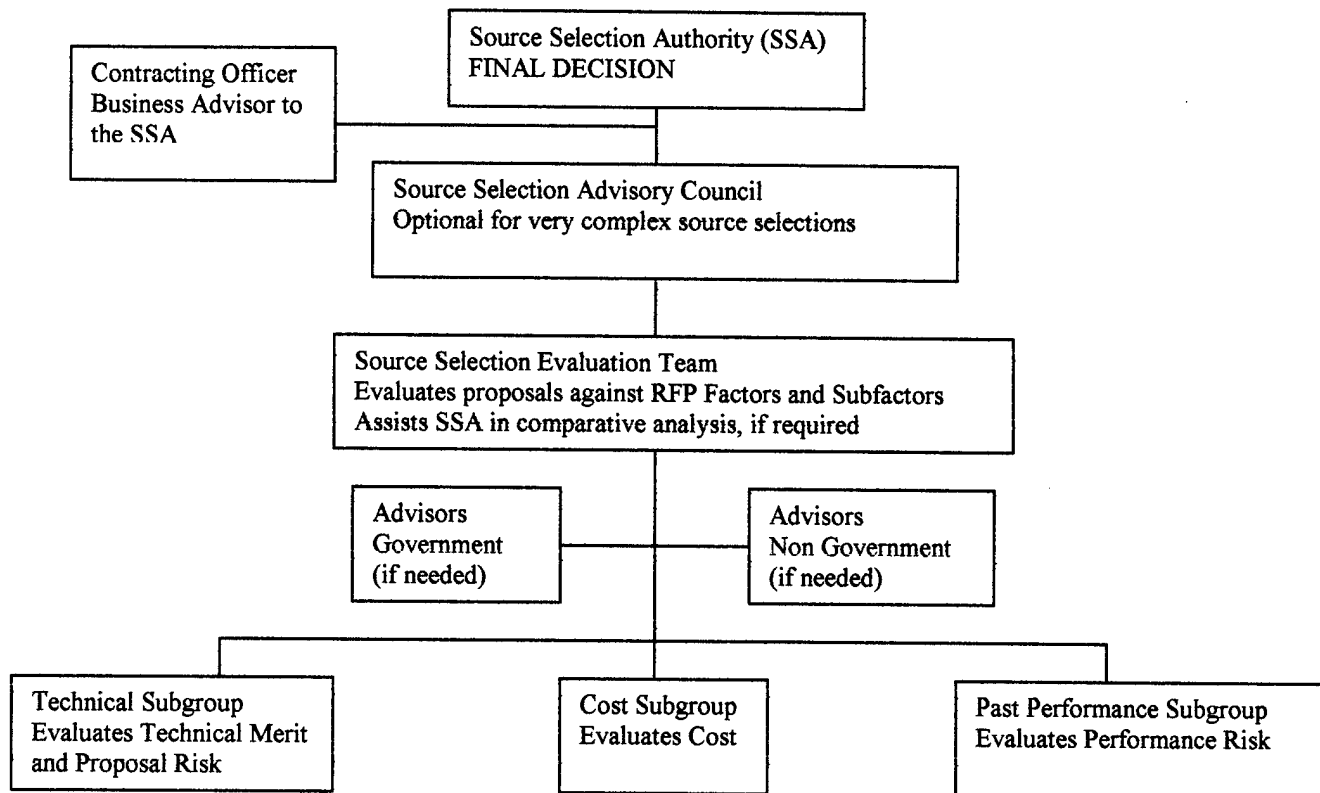 Source Selection Authority (SSA)
FINAL DECISION
Contracting Officer
Business Advisor to
the SSA
Source Selection Advisory Council
Optional for very complex source selections
Source Selection Evaluation Team
Evaluates proposals against RFP Factors and Subfactors
Assists SSA in comparative analysis, if required
Advisors
Government
(if needed)
Advisors
Non Government
(if needed)
Technical Subgroup
Evaluates Technical Merit
and Proposal Risk
Cost Subgroup
Evaluates Cost
Past Performance Subgroup
Evaluates Performance Risk